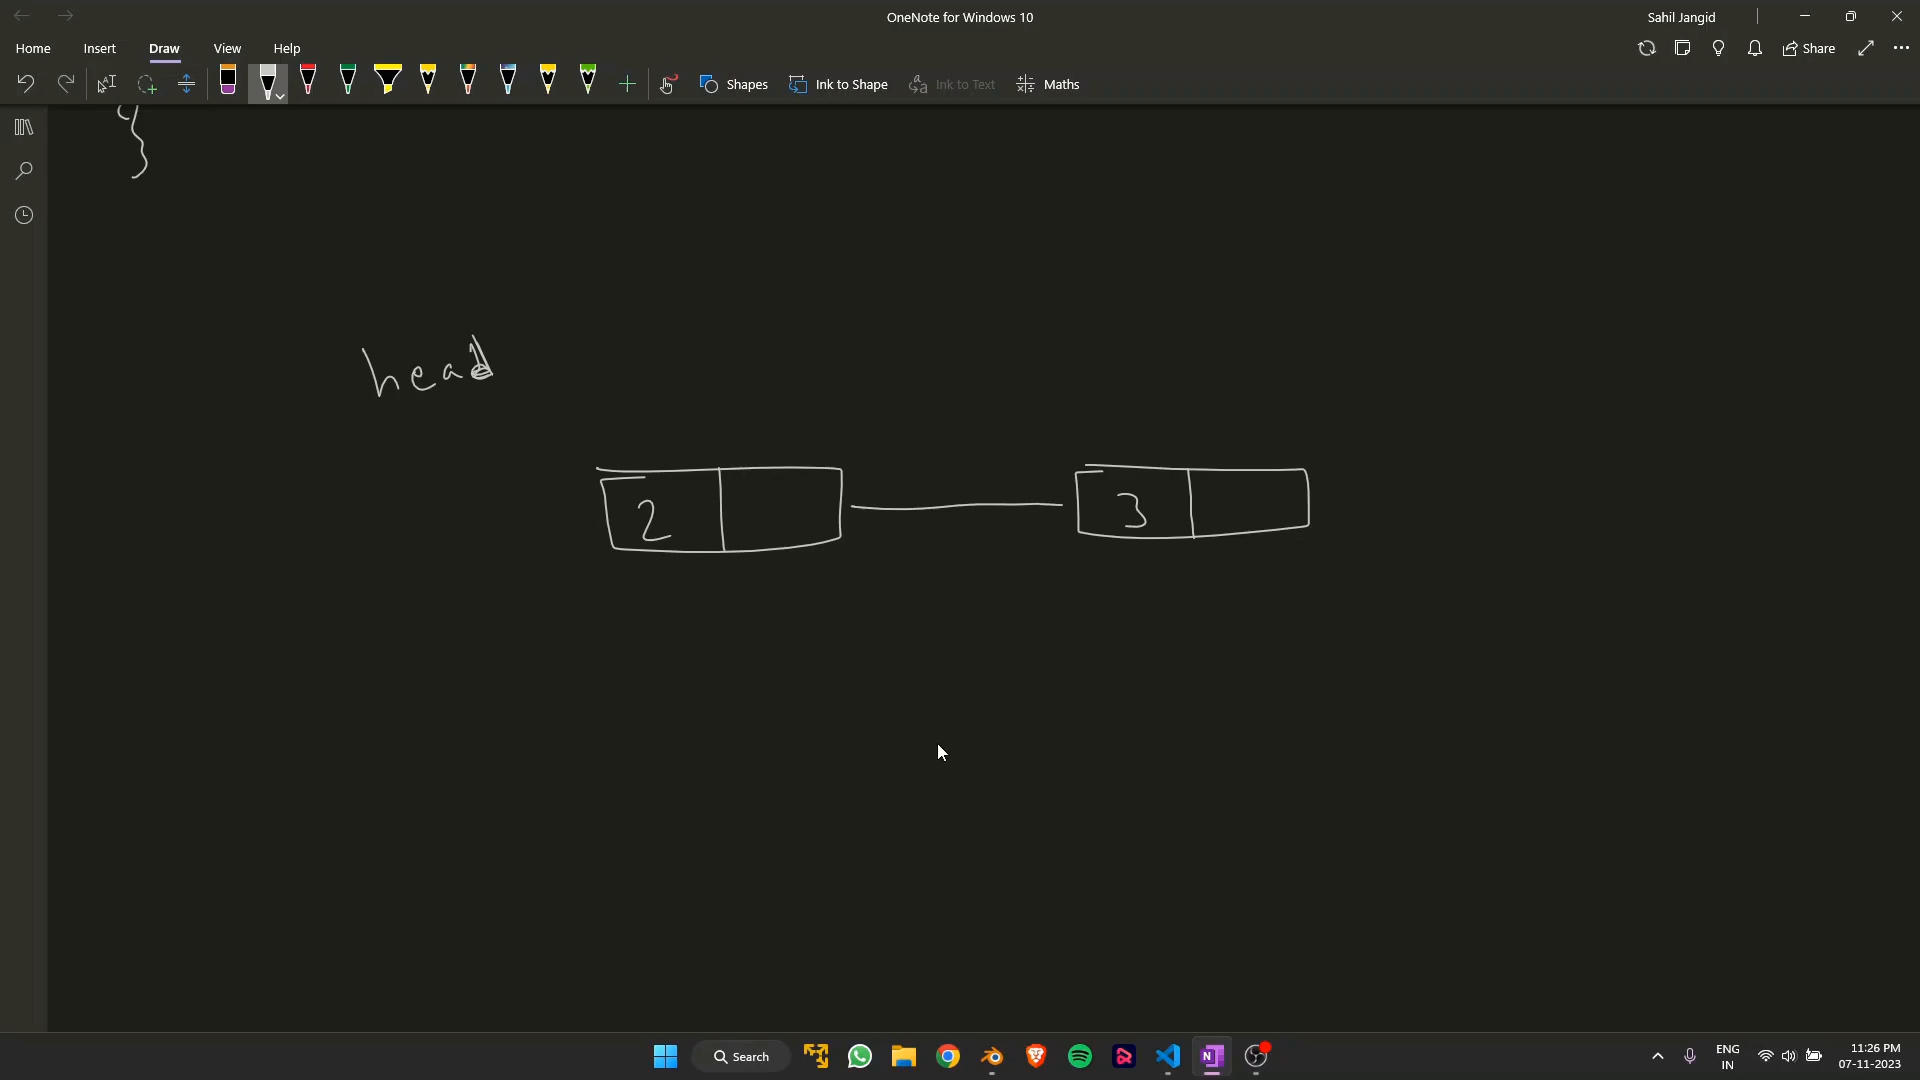 OneNote for Windows 10
Sahil Jangid
Home Insert Draw View Help
Share
Shapes
Ink to Shape
Ink to Text
Maths
head
2
3
Search
ENG
IN
11:26 PM
07-11-2023